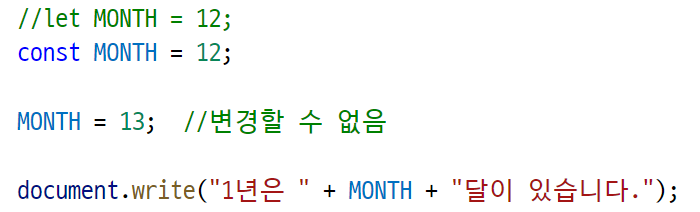 //let MONTH = 12;
const MONTH = 12;
MONTH = 13;  //변경할 수 없음
document.write("1년은 " + MONTH + "달이 있습니다.");